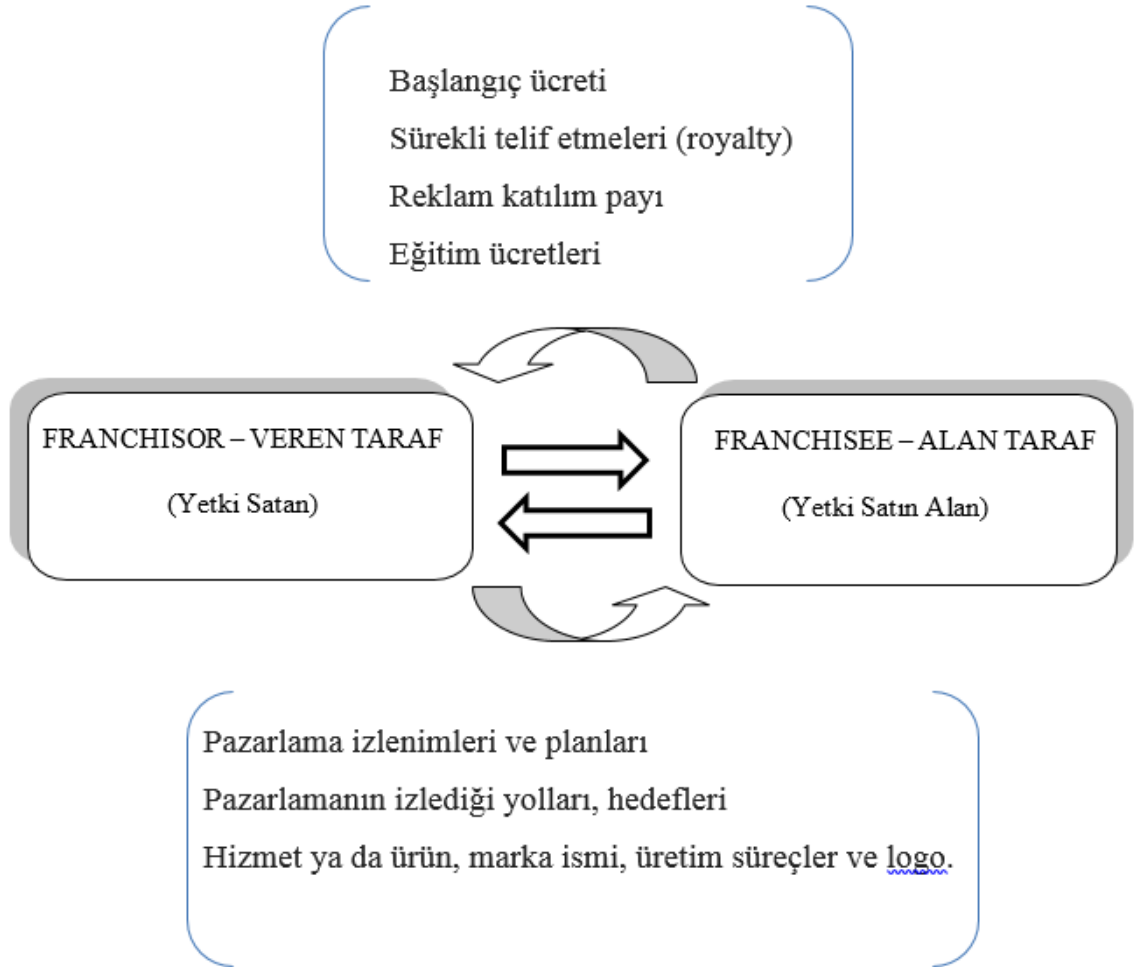 Başlangıç ücreti
Sürekli telif etmeleri (royalty)
Reklam katılım payı
Eğitim ücretleri
FRANCHISOR – VEREN TARAF
(Yetki Satan)
FRANCHISEE – ALAN TARAF
(Yetki Satın Alan)
Pazarlama izlenimleri ve planları
Pazarlamanın izlediği yolları, hedefleri
Hizmet ya da ürün, marka ismi, üretim süreçler ve logo.